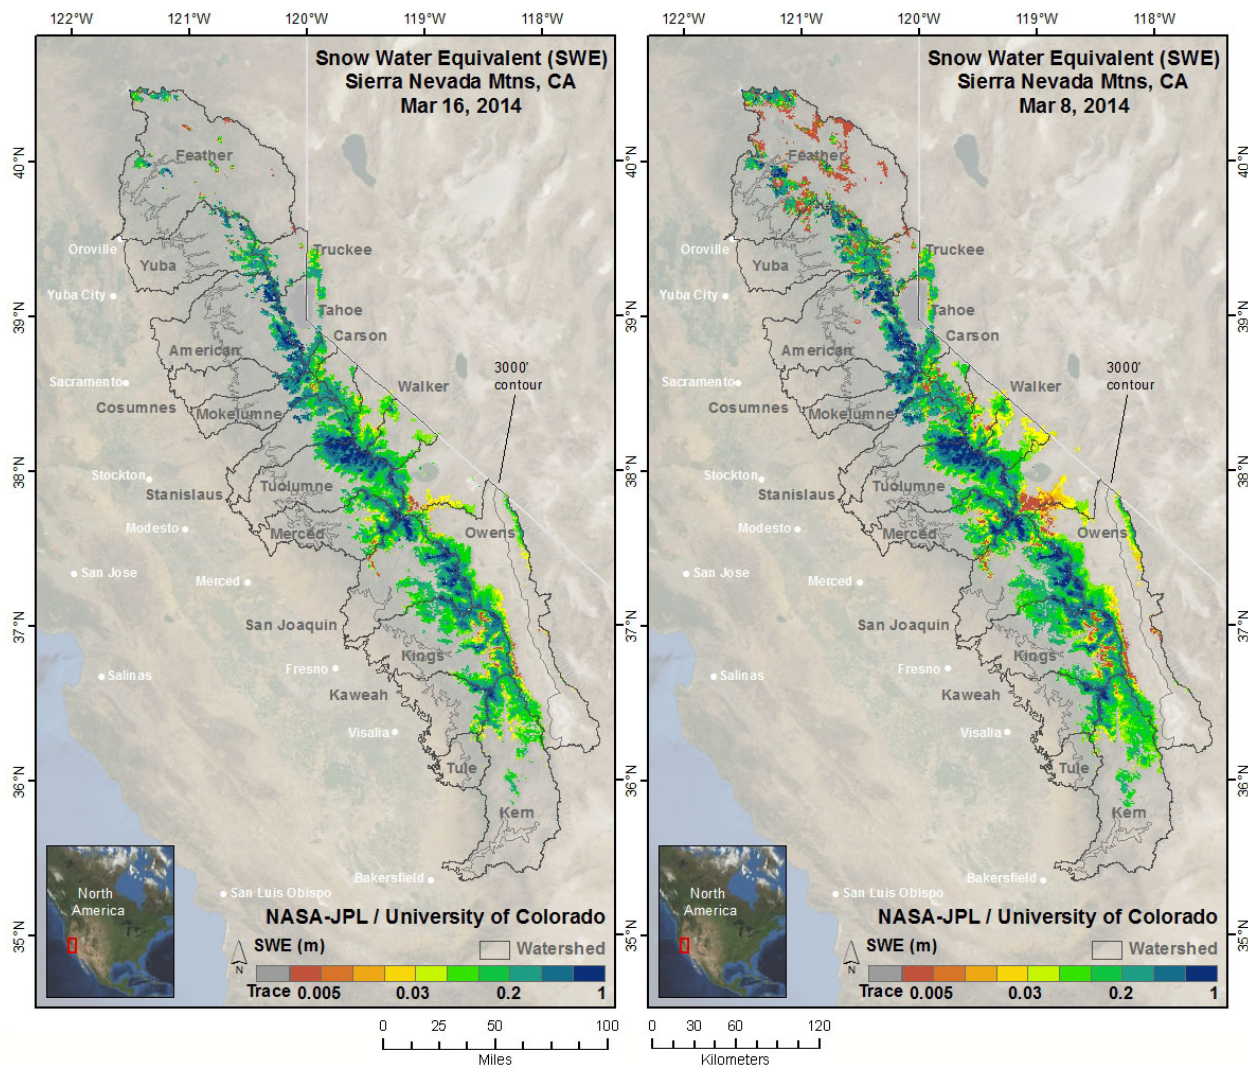 122°W 121°W 120°W 119°W 118°W
Snow Water Equivalent (SWE)
Sierra Nevada Mtns, CA
Mar 16, 2014
40°N
39°N
38°N
37°N
36°N
35°N
Feather
Truckee
Oroville
Yuba
Yuba City
Tahoe
Carson
American
3000'
contour
Sacramento
Walker
Cosumnes
Mokelumne
Stockton
Tuolumne
Stanislaus
Modesto
Merced
Owens
San Jose
Merced
San Joaquin
Kings
Fresno
Salinas
Kaweah
Visalia
Tule
Kern
Bakersfield
San Luis Obispo
North
America
NASA-JPL / University of Colorado
N
SWE (m)
Watershed
Trace 0.005 0.03 0.2 1
0 25 50 100
Miles
122°W 121°W 120°W 119°W 118°W
Snow Water Equivalent (SWE)
Sierra Nevada Mtns, CA
Mar 8, 2014
40°N
39°N
38°N
37°N
36°N
35°N
Feather
Truckee
Oroville
Yuba
Yuba City
Tahoe
Carson
American
3000'
contour
Sacramento
Walker
Cosumnes
Mokelumne
Stockton
Tuolumne
Stanislaus
Modesto
Merced
Owens
San Jose
Merced
San Joaquin
Kings
Fresno
Salinas
Kaweah
Visalia
Tule
Kern
Bakersfield
San Luis Obispo
North
America
NASA-JPL / University of Colorado
N
SWE (m)
Watershed
Trace 0.005 0.03 0.2 1
0 30 60 120
Kilometers